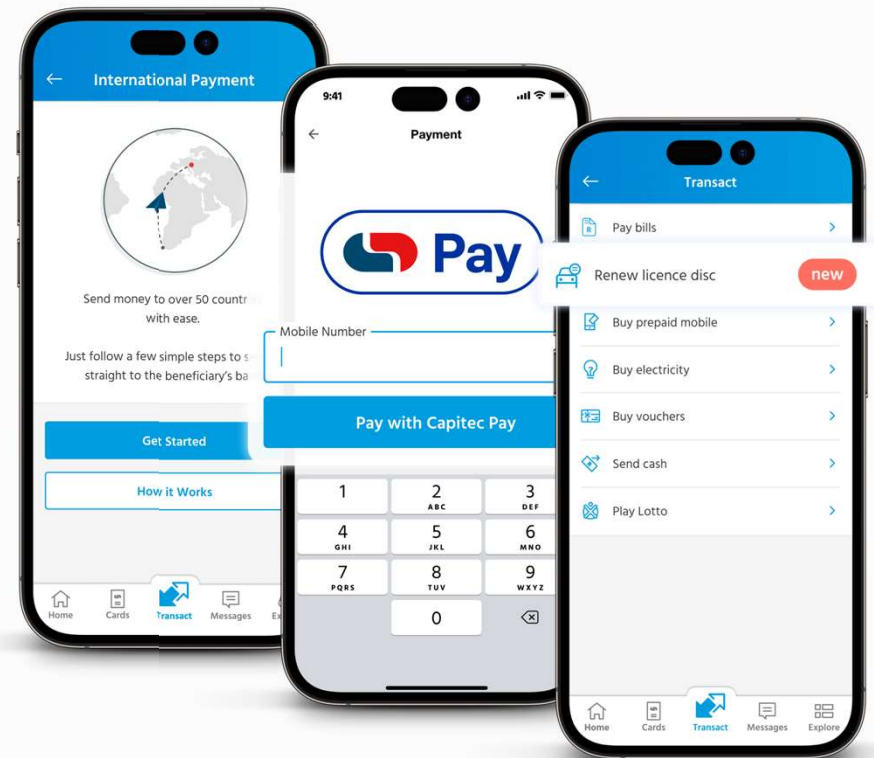 International Payment
Send money to over 50
with ease.
Just follow a few simple steps to
straight to the beneficiary's
Get Started
How it Works
Home
Cards
Transact
Messages
9:41
Payment
Pay
Mobile Number
Pay with Capitec Pay
1
2
ABC
3
DEF
4
GHI
5
JKL
6
MNO
7
PQRS
8
TUV
9
WXYZ
0
Transact
Pay bills
Renew licence disc
new
Buy prepaid mobile
Buy electricity
Buy vouchers
Send cash
Play Lotto
Home
Cards
Transact
Messages
Explore